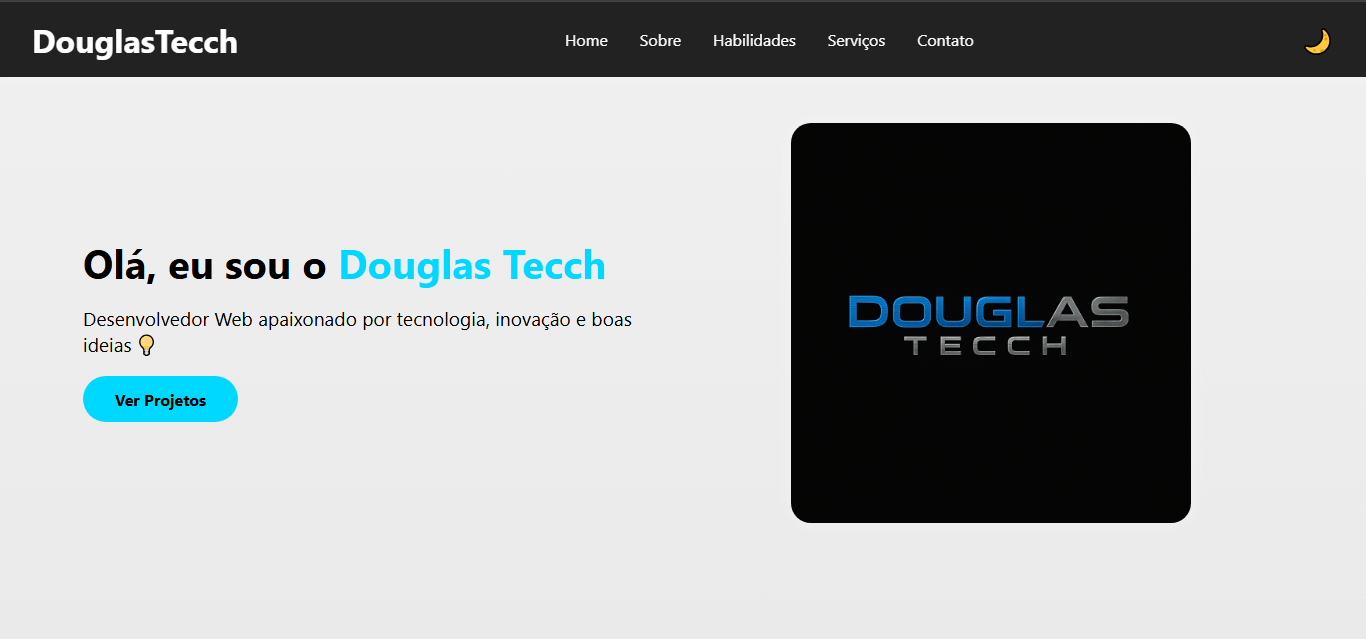 DouglasTecch
Home Sobre Habilidades Serviços Contato
Olá, eu sou o Douglas Tecch
Desenvolvedor Web apaixonado por tecnologia, inovação e boas
ideias 💡
Ver Projetos
DOUGLAS
TECCH